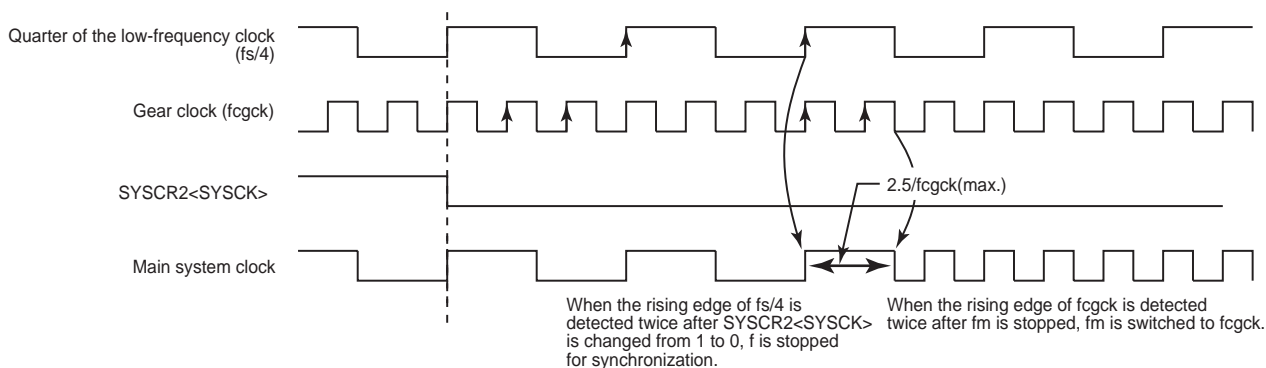 Quarter of the low-frequency clock
(fs/4)
Gear clock (fcgck)
2.5/fcgck(max.)
SYSCR2<SYSCK>
Main system clock
When the rising edge of fs/4 is
detected twice after SYSCR2<SYSCK>
is changed from 1 to 0, f is stopped
for synchronization.
When the rising edge of fcgck is detected
twice after fm is stopped, fm is switched to fcgck.